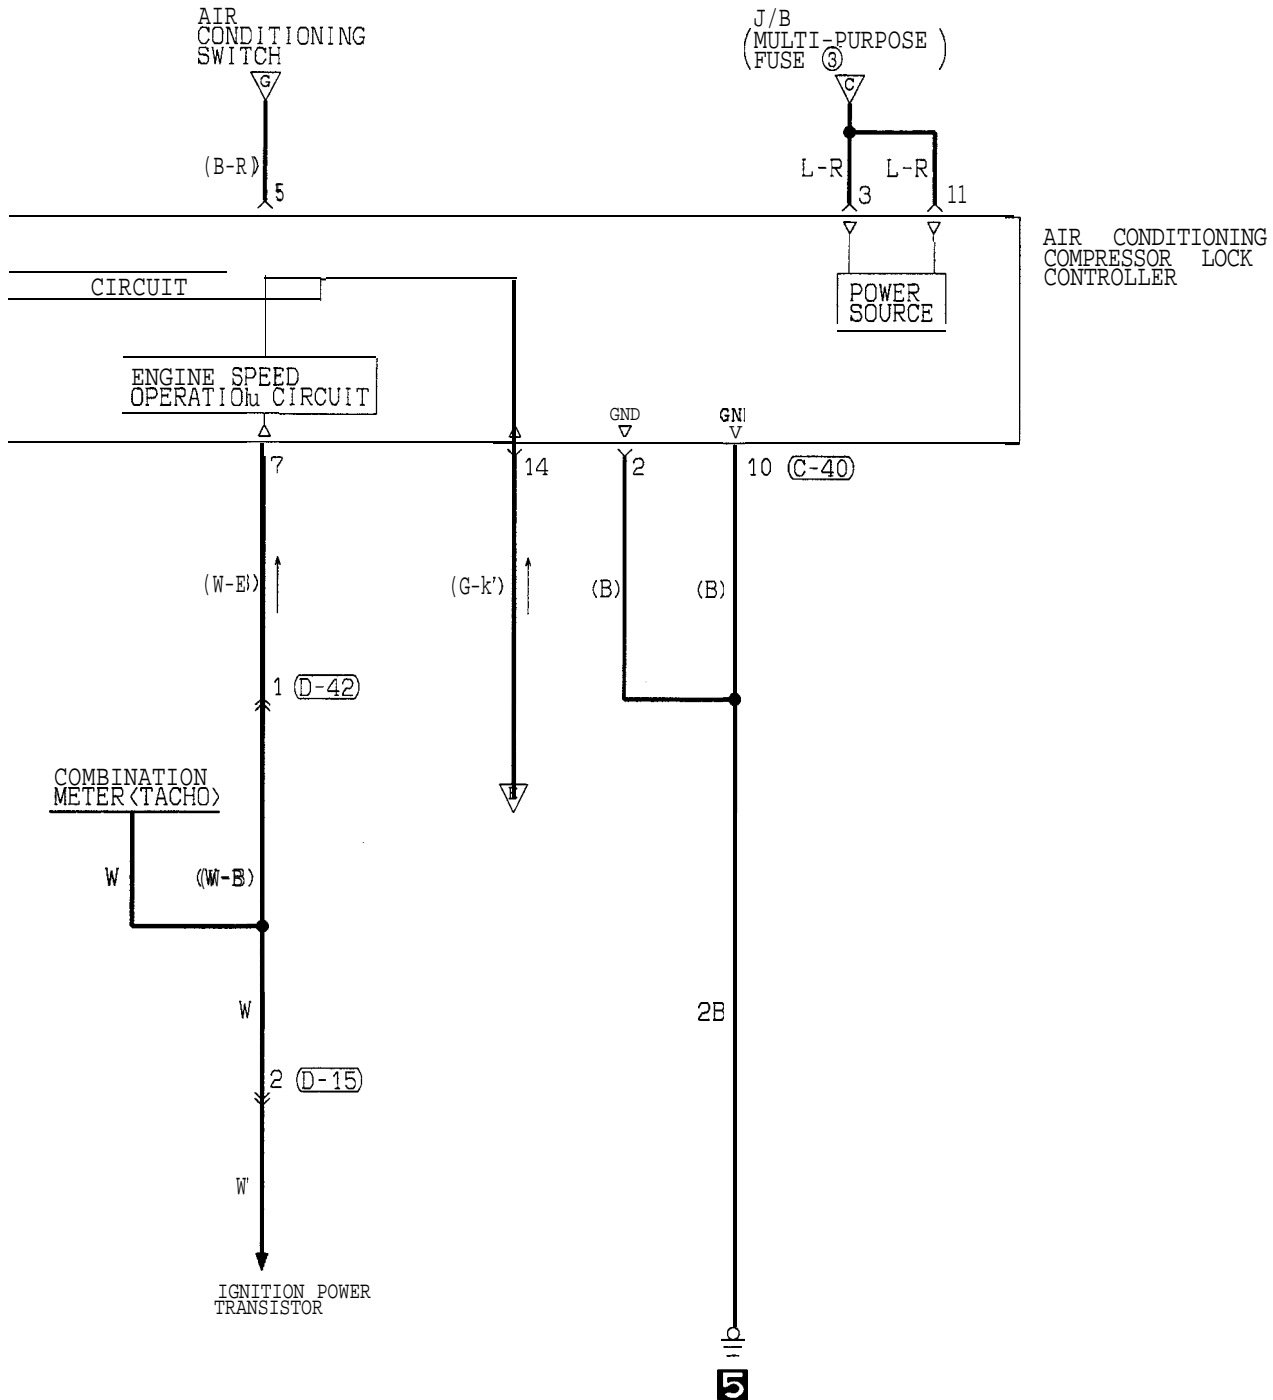 AIR
CONDITIONING
SWITCH
J/B
(MULTI-PURPOSE
FUSE ③)
G
C
(B-R)
L-R
L-R
5
3
11
AIR CONDITIONING
COMPRESSOR LOCK
CONTROLLER
CIRCUIT
POWER
SOURCE
ENGINE SPEED
OPERATIOlu CIRCUIT
GND
GN
7
14
2
10
C-40
(W-B)
(G-k')
(B)
(B)
1
D-42
COMBINATION
METER<TACHO>
W
(W-B)
W
2B
2
D-15
W
IGNITION POWER
TRANSISTOR
5